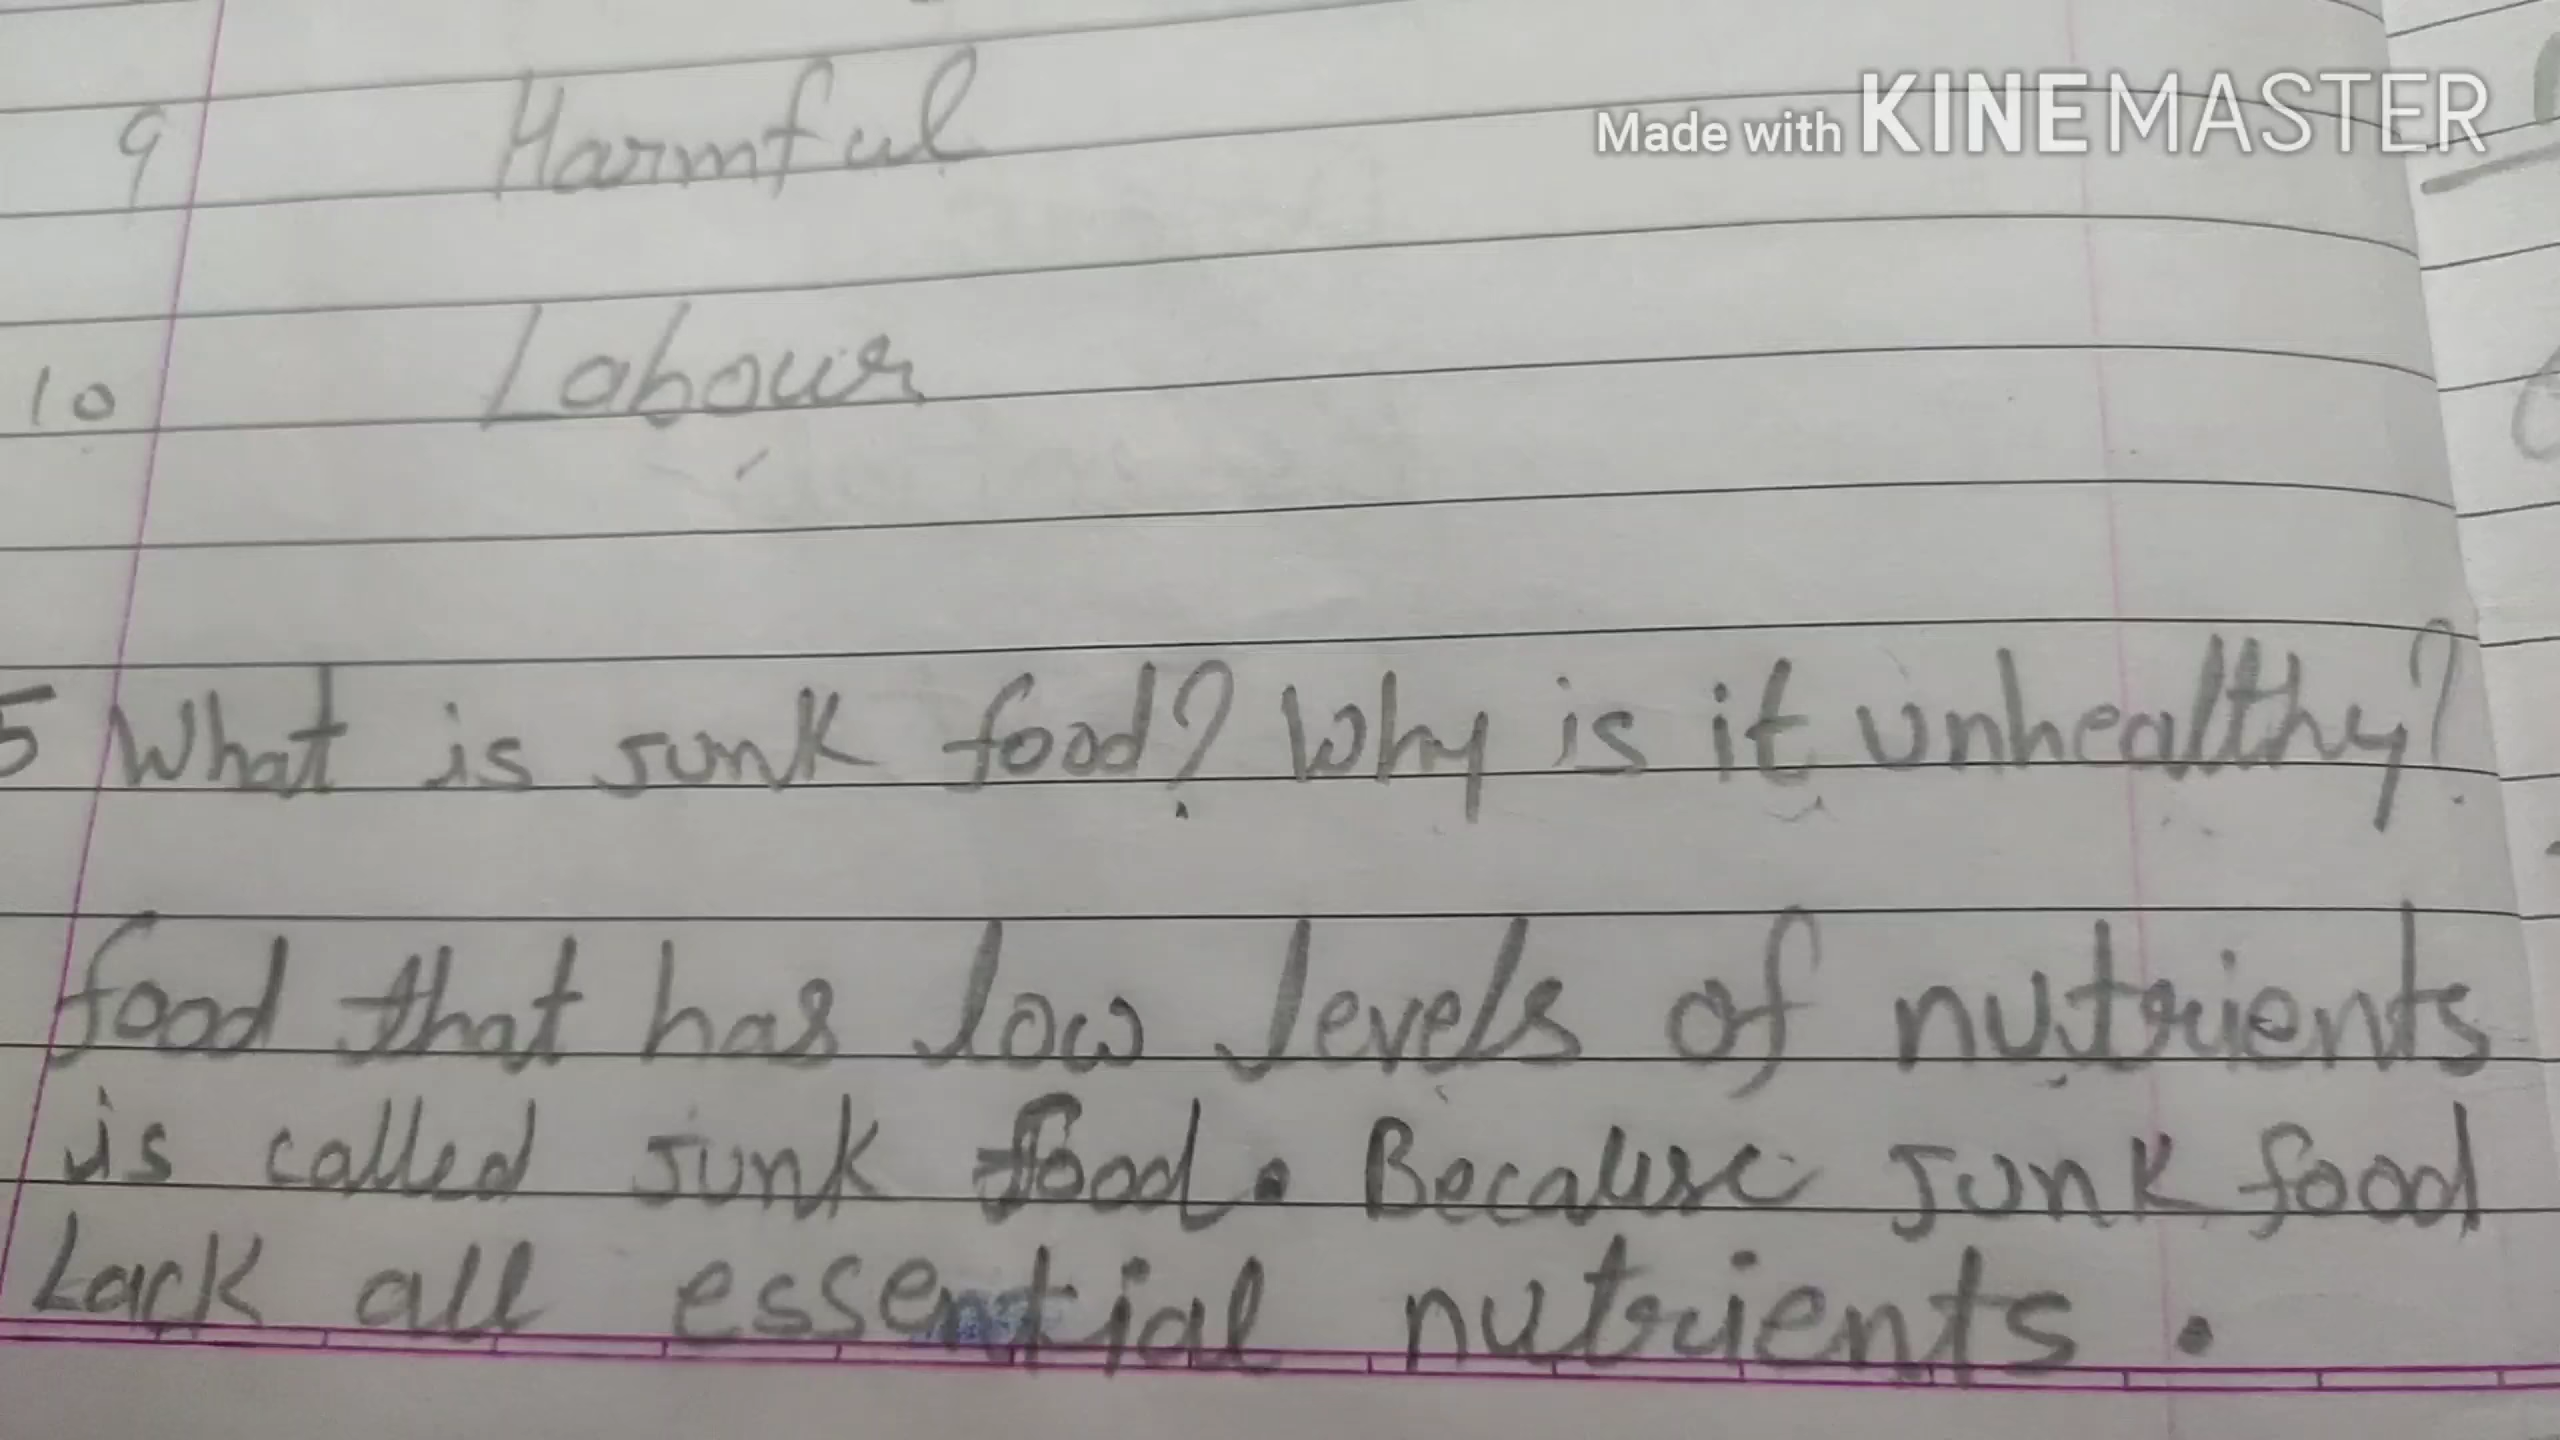 Made with KINEMASTER
9 Harmful
10 Labour
5 What is junk food? Why is it unhealthy?
food that has low levels of nutrients
is called junk food. Because junk food
Lack all essential nutrients.